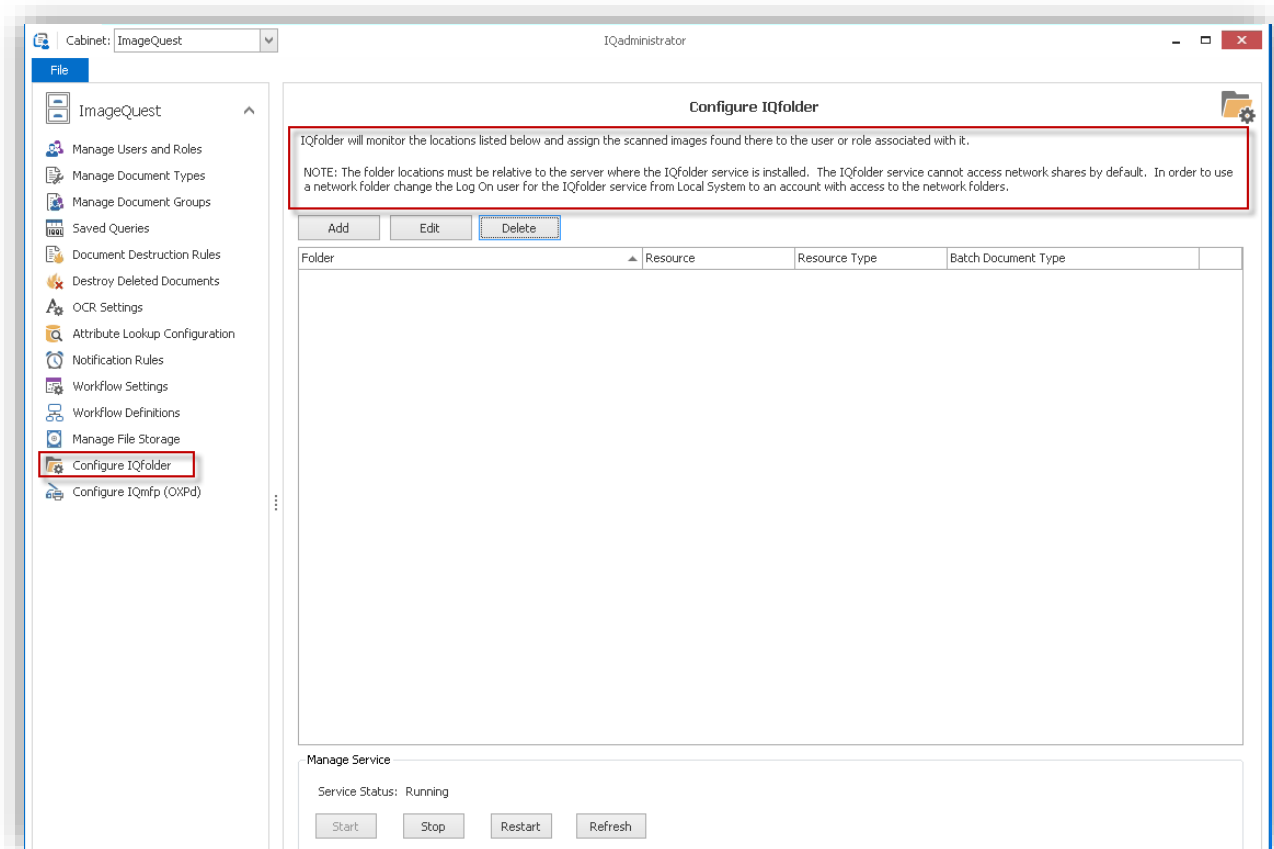 Cabinet: ImageQuest
IQadministrator
File
ImageQuest
Manage Users and Roles
Manage Document Types
Manage Document Groups
Saved Queries
Document Destruction Rules
Destroy Deleted Documents
OCR Settings
Attribute Lookup Configuration
Notification Rules
Workflow Settings
Workflow Definitions
Manage File Storage
Configure IQfolder
Configure IQmfp (OXPd)
Configure IQfolder
IQfolder will monitor the locations listed below and assign the scanned images found there to the user or role associated with it.
NOTE: The folder locations must be relative to the server where the IQfolder service is installed. The IQfolder service cannot access network shares by default. In order to use
a network folder change the Log On user for the IQfolder service from Local System to an account with access to the network folders.
Add Edit Delete
Folder Resource Resource Type Batch Document Type
Manage Service
Service Status: Running
Start Stop Restart Refresh